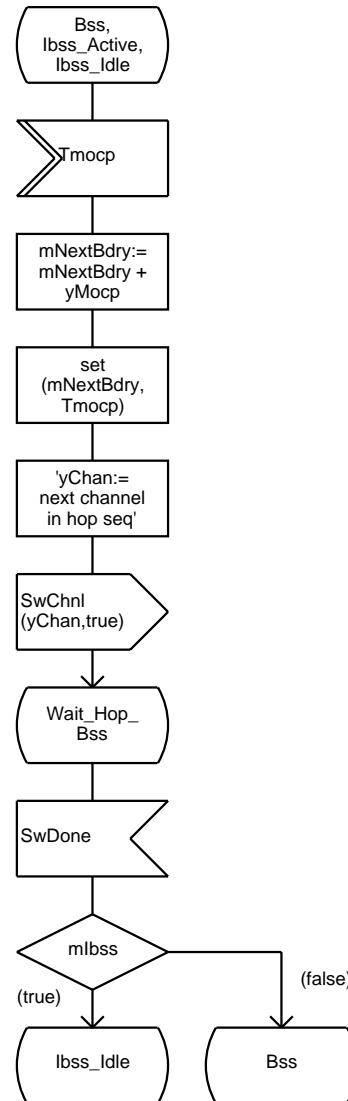 Bss,
Ibss_Active,
Ibss_Idle
Tmocp
mNextBdry:=
mNextBdry +
yMocp
set
(mNextBdry,
Tmocp)
'yChan:=
next channel
in hop seq'
SwChnl
(yChan,true)
Wait_Hop_
Bss
SwDone
mIbss
(true)
(false)
Ibss_Idle
Bss